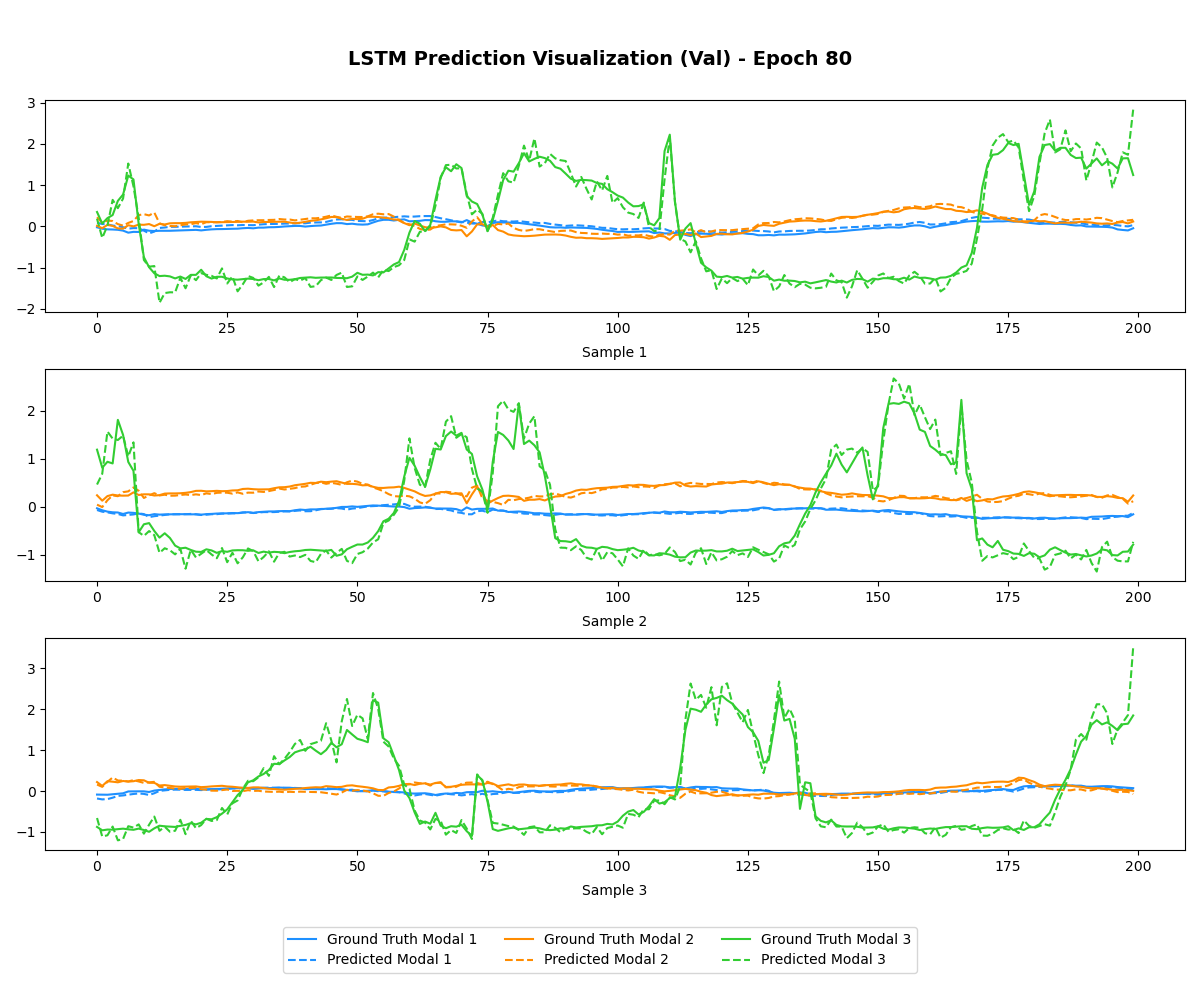 LSTM Prediction Visualization (Val) - Epoch 80
3
2
1
0
−1
−2
0 25 50 75 100 125 150 175 200
Sample 1
2
1
0
−1
0 25 50 75 100 125 150 175 200
Sample 2
3
2
1
0
−1
0 25 50 75 100 125 150 175 200
Sample 3
Ground Truth Modal 1 Ground Truth Modal 2 Ground Truth Modal 3
Predicted Modal 1 Predicted Modal 2 Predicted Modal 3